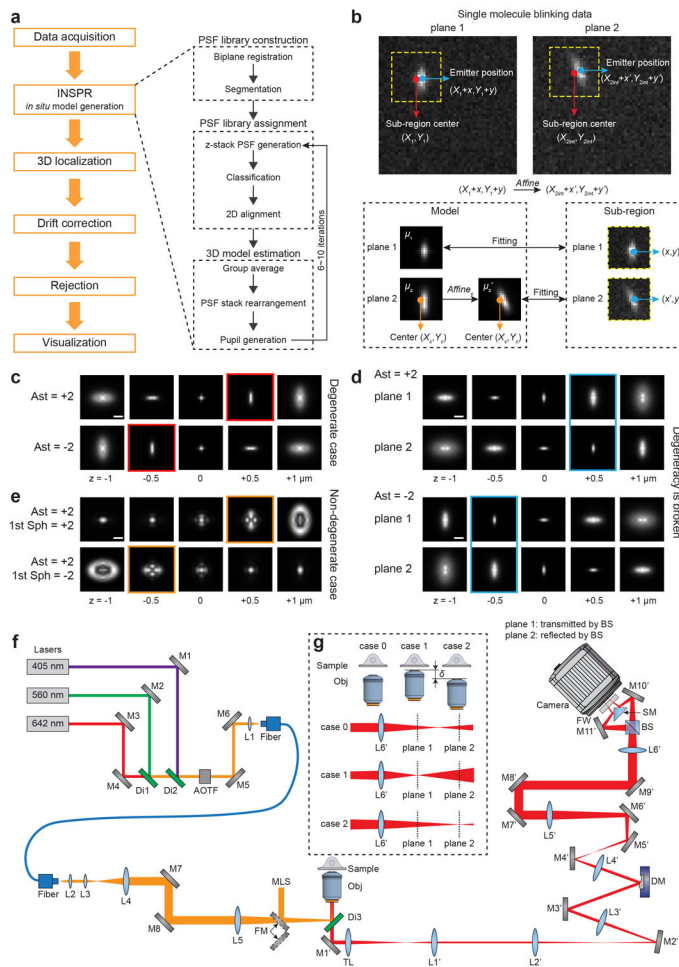 a
Data acquisition
INSPR
in situ model generation
3D localization
Drift correction
Rejection
Visualization
PSF library construction
Biplane registration
Segmentation
PSF library assignment
z-stack PSF generation
Classification
2D alignment
3D model estimation
Group average
PSF stack rearrangement
Pupil generation
6~10 iterations
b
Single molecule blinking data
plane 1
plane 2
Emitter position
(X₁+x,Y₁+y)
Sub-region center
(X₁,Y₁)
Emitter position
(X₂ᵢₙₜ+x',Y₂ᵢₙₜ+y')
Sub-region center
(X₂ᵢₙₜ,Y₂ᵢₙₜ)
(X₁+x,Y₁+y) Affine (X₂ᵢₙₜ+x',Y₂ᵢₙₜ+y')
Model
Sub-region
plane 1
μ₁
Fitting
plane 1
(x,y)
plane 2
μ₂
Affine
μ₂'
Fitting
plane 2
(x',y
Center (X꜀,Y꜀)
Center (X꜀,Y꜀)
c
Ast = +2
Ast = -2
z = -1 -0.5 0 +0.5 +1 μm
Degenerate case
d
Ast = +2
plane 1
plane 2
Ast = -2
plane 1
plane 2
z = -1 -0.5 0 +0.5 +1 μm
Degeneracy is broken
e
Ast = +2
1st Sph = +2
Ast = +2
1st Sph = -2
z = -1 -0.5 0 +0.5 +1 μm
Non-degenerate case
f
Lasers
405 nm
560 nm
642 nm
M1
M2
M3
M4
Di1
Di2
AOTF
M5
M6
L1
Fiber
Fiber
L2
L3
L4
M7
M8
L5
MLS
FM
Sample
Obj
Di3
M1'
TL
L1'
L2'
M2'
L3'
M3'
DM
L4'
M4'
M5'
M6'
L5'
M7'
M8'
M9'
L6'
BS
SM
M10'
M11'
FW
Camera
plane 1: transmitted by BS
plane 2: reflected by BS
g
case 0 case 1 case 2
Sample
Obj
δ
case 0
L6' plane 1 plane 2
case 1
L6' plane 1 plane 2
case 2
L6' plane 1 plane 2